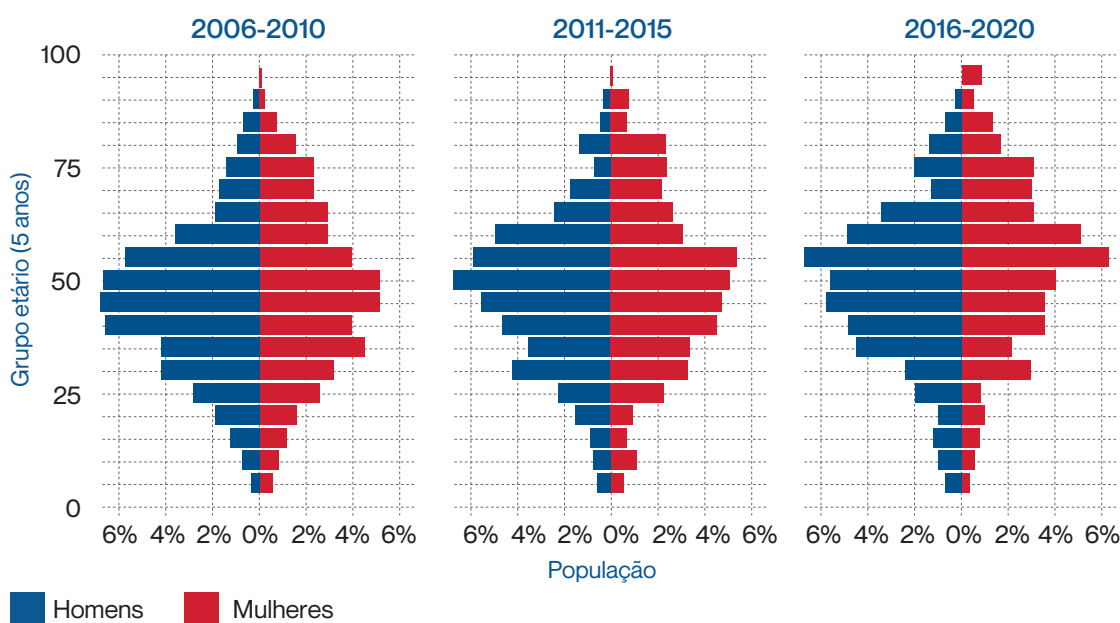 2006-2010 2011-2015 2016-2020
Grupo etário (5 anos)
100
75
50
25
0
6% 4% 2% 0% 2% 4% 6% 6% 4% 2% 0% 2% 4% 6% 6% 4% 2% 0% 2% 4% 6%
População
Homens Mulheres